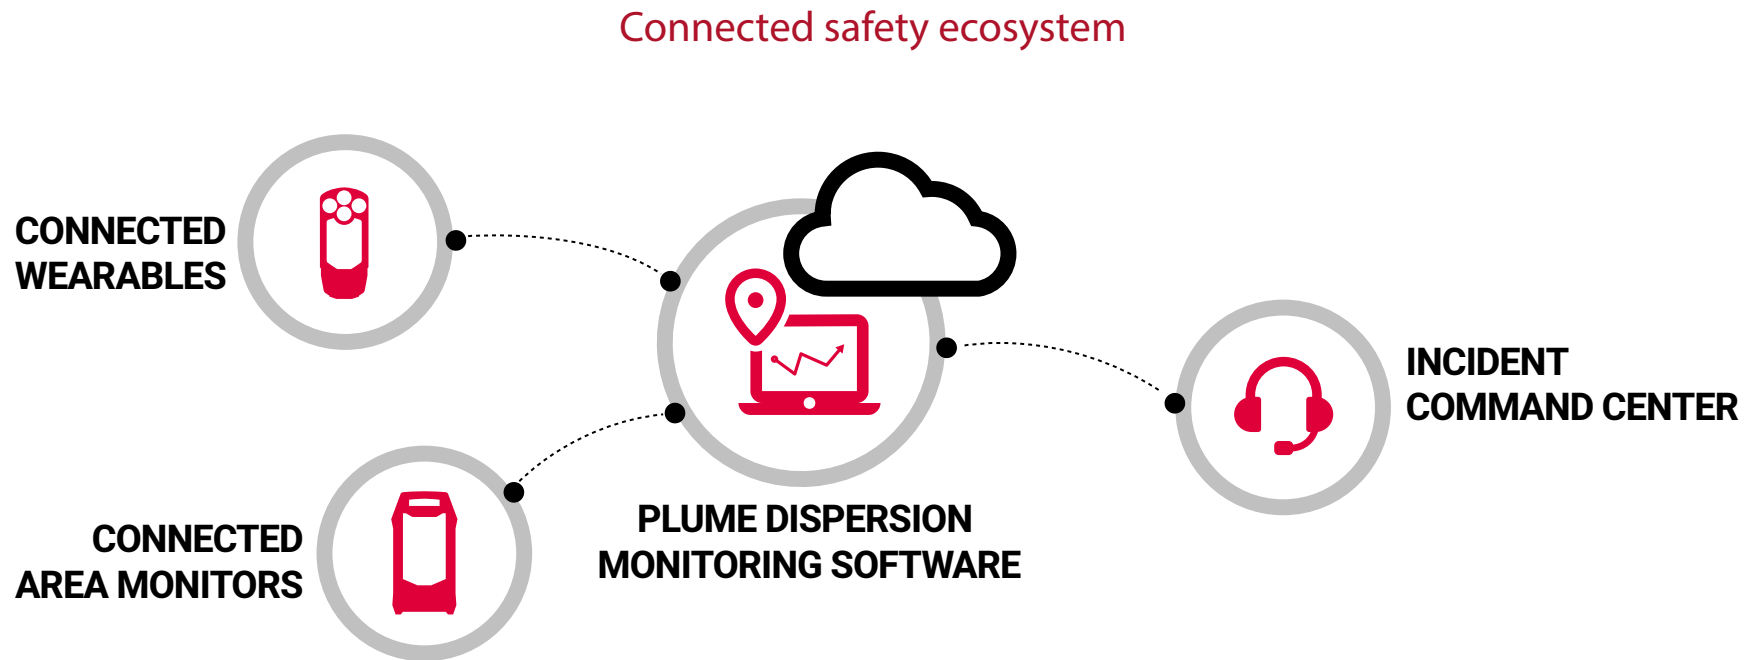 Connected safety ecosystem
CONNECTED
WEARABLES
CONNECTED
AREA MONITORS
PLUME DISPERSION
MONITORING SOFTWARE
INCIDENT
COMMAND CENTER